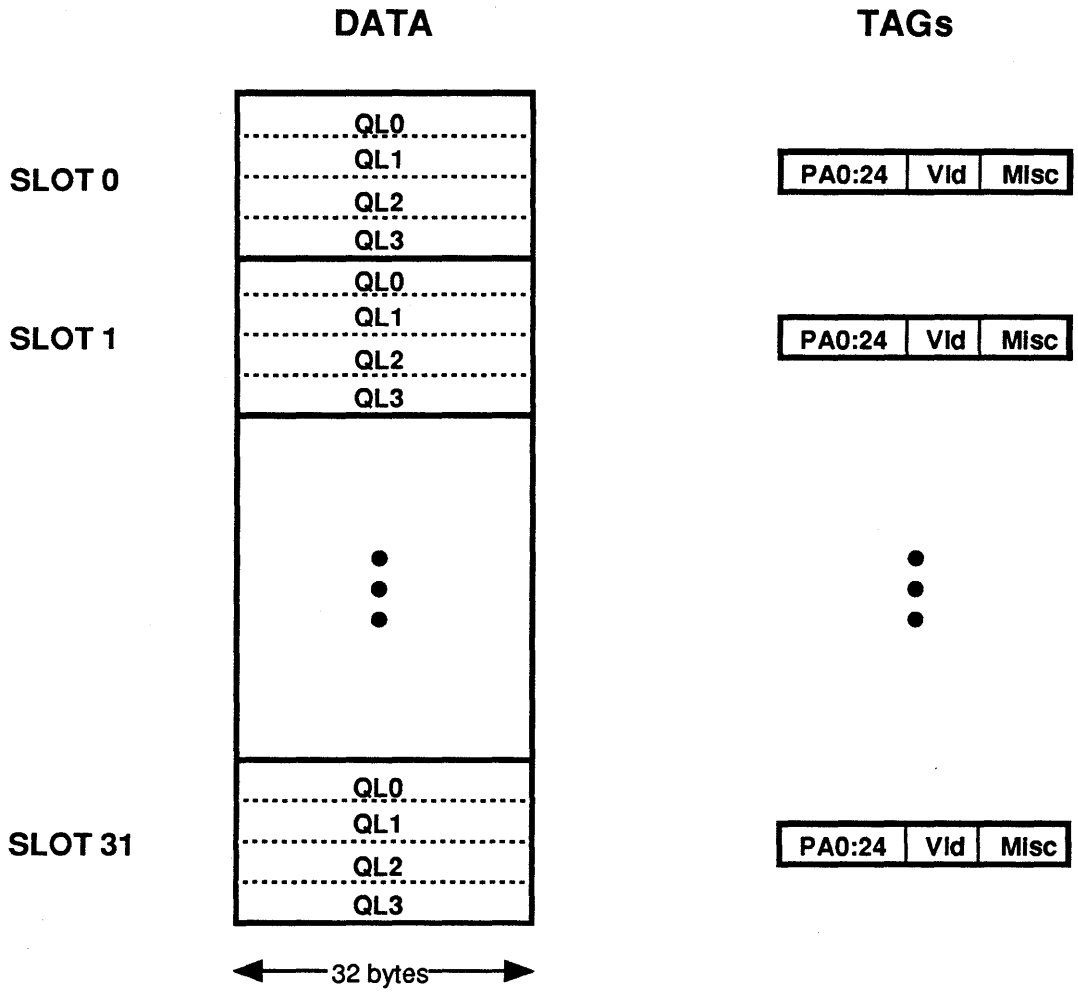 DATA
TAGs
QL0
QL1
SLOT 0
PA0:24 Vld Misc
QL2
QL3
QL0
QL1
SLOT 1
PA0:24 Vld Misc
QL2
QL3
QL0
QL1
SLOT 31
PA0:24 Vld Misc
QL2
QL3
32 bytes